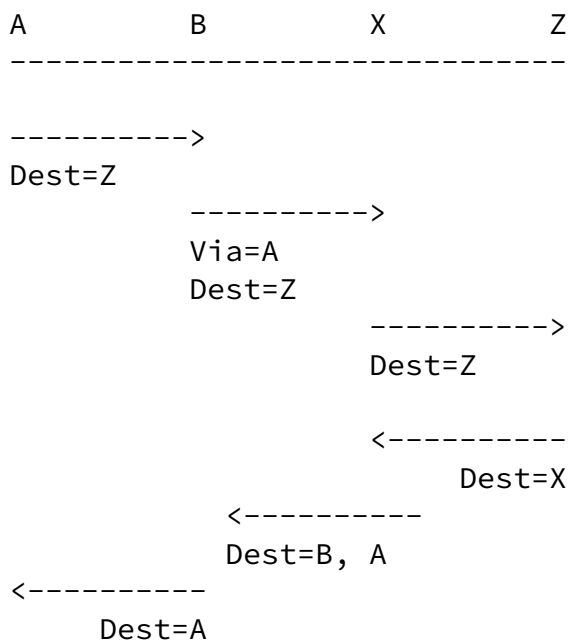 A B X Z
-------------------------------
---------->
Dest=Z
---------->
Via=A
Dest=Z
---------->
Dest=Z
<----------
Dest=X
<----------
Dest=B, A
<----------
Dest=A